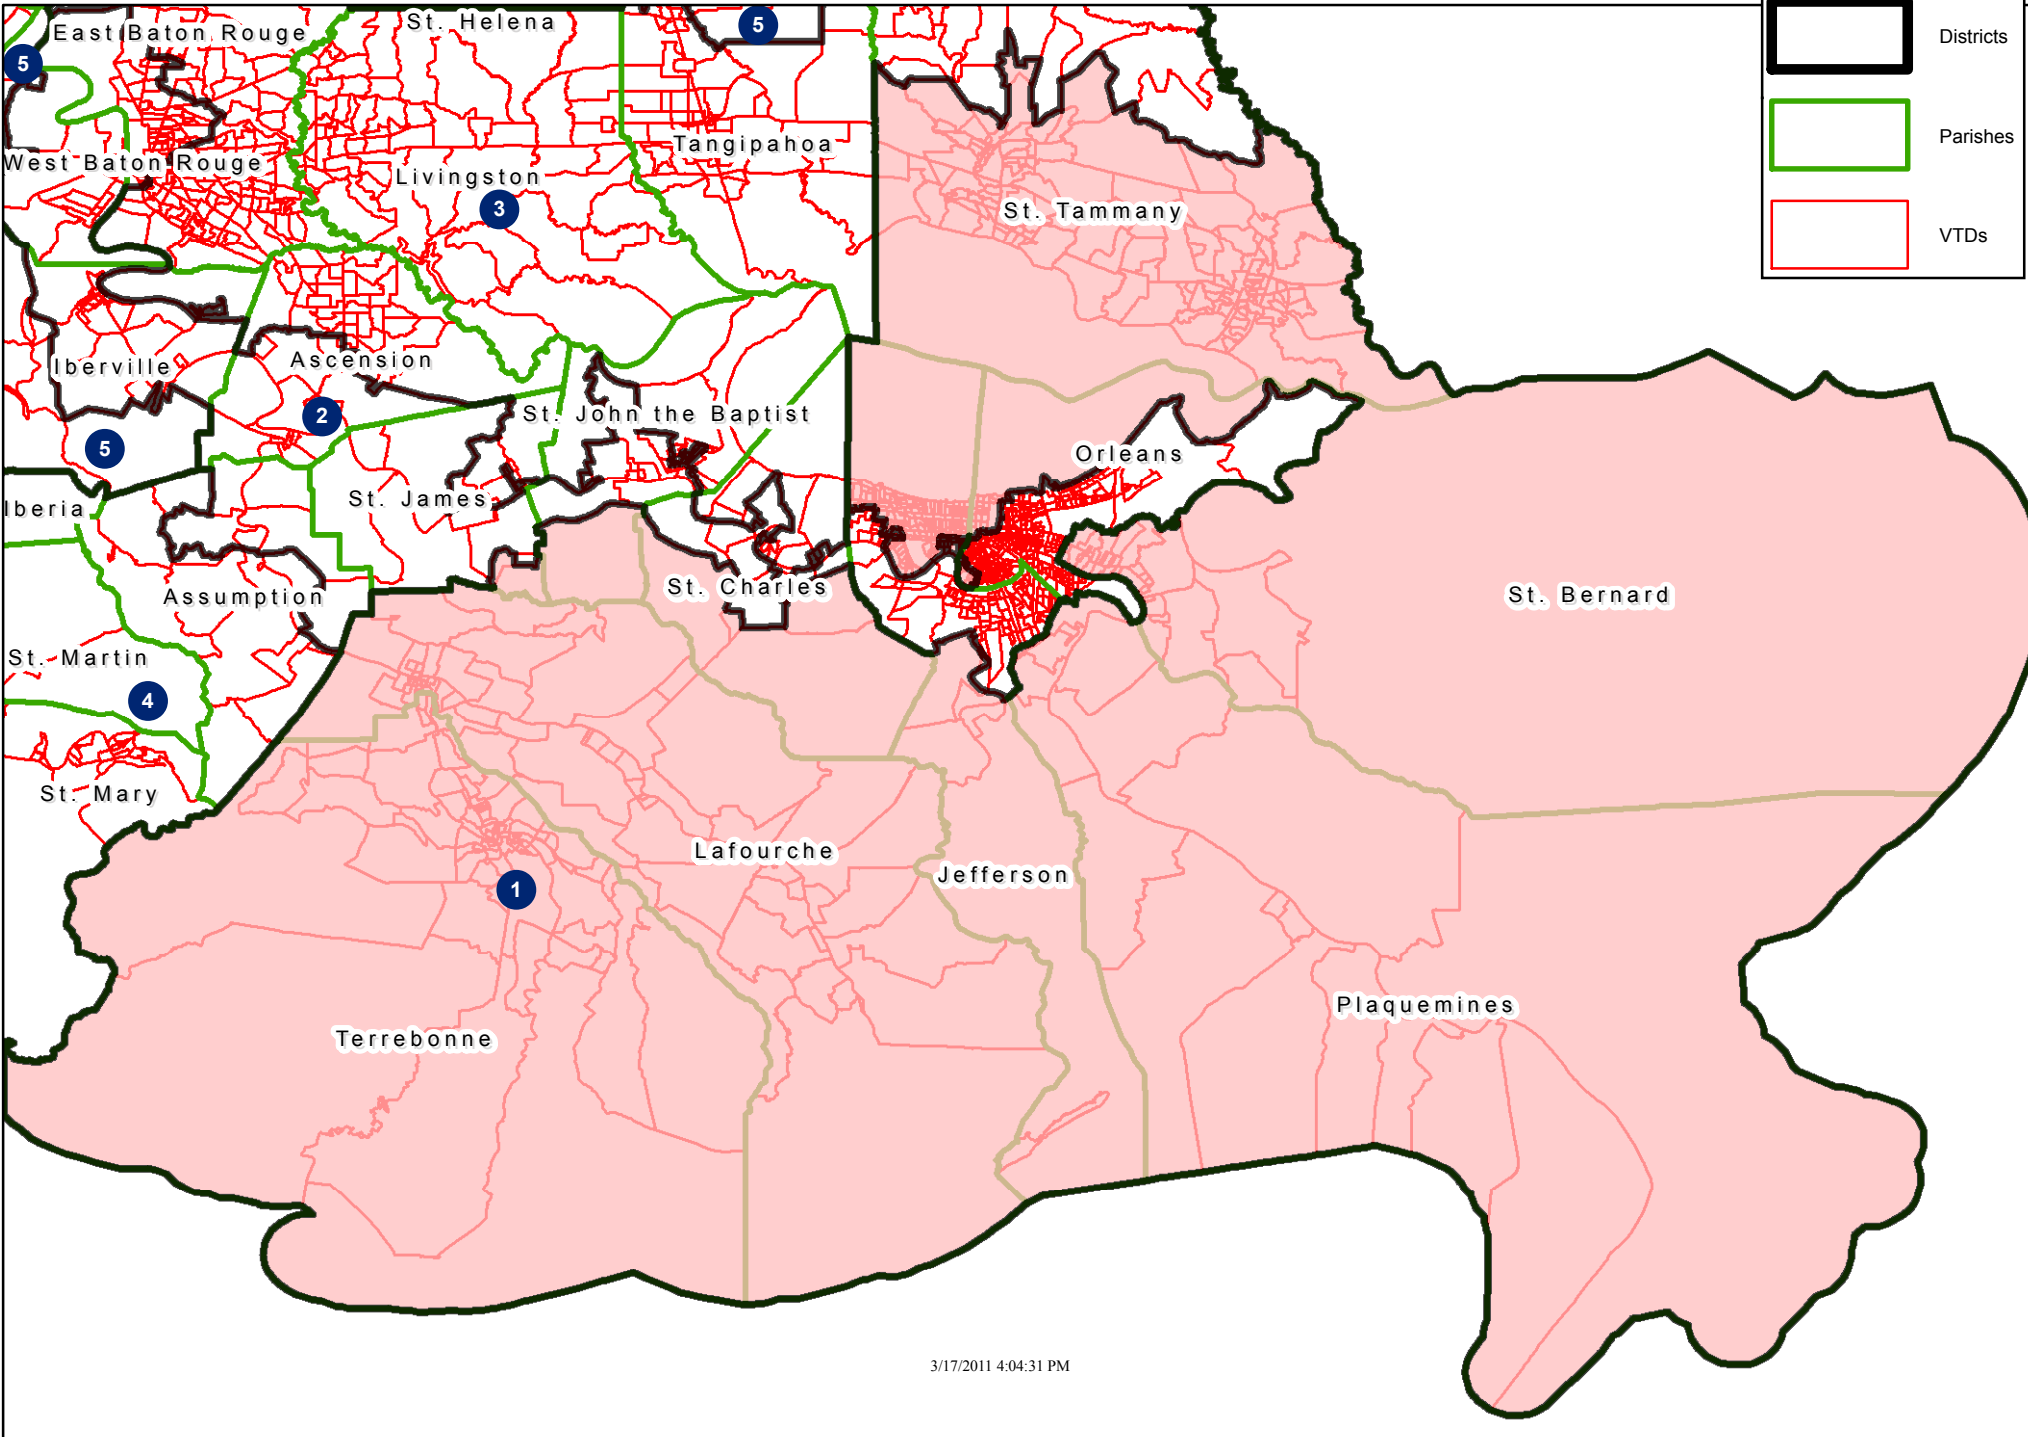 St. Helena
5
Districts
East Baton Rouge
5
Parishes
Tangipahoa
West Baton Rouge
Livingston
3
St. Tammany
VTDs
Iberville
Ascension
2
St. John the Baptist
5
Orleans
St. James
Iberia
St. Charles
Assumption
St. Bernard
St. Martin
4
St. Mary
Lafourche
1
Jefferson
Plaquemines
Terrebonne
3/17/2011 4:04:31 PM